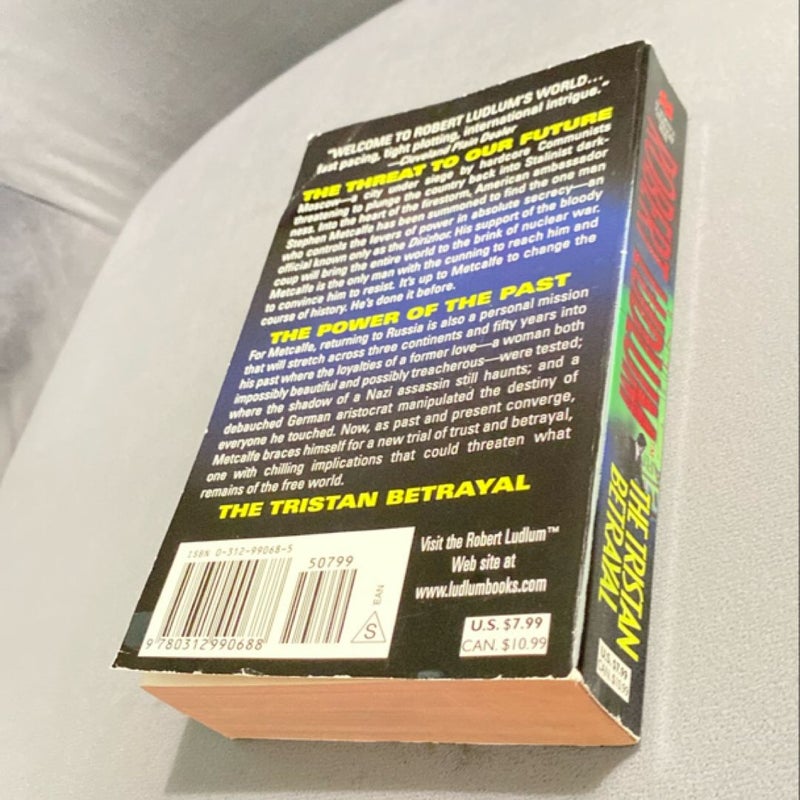 "WELCOME TO ROBERT LUDLUM'S WORLD...
fast pacing, tight plotting, international intrigue."
—Cleveland Plain Dealer
THE THREAT TO OUR FUTURE
Moscow—a city under siege by hardcore Communists
threatening to plunge the country back into Stalinist dark-
ness. Into the heart of the firestorm, American ambassador
Stephen Metcalfe has been summoned to find the one man
who controls the levers of power in absolute secrecy—an
official known only as the Dirizhor. His support of the bloody
coup will bring the entire world to the brink of nuclear war.
Metcalfe is the only man with the cunning to reach him and
to convince him to resist. It's up to Metcalfe to change the
course of history. He's done it before.
THE POWER OF THE PAST
For Metcalfe, returning to Russia is also a personal mission
that will stretch across three continents and fifty years into
his past where the loyalties of a former love—a woman both
impossibly beautiful and possibly treacherous—were tested;
where the shadow of a Nazi assassin still haunts; and a
debauched German aristocrat manipulated the destiny of
everyone he touched. Now, as past and present converge,
Metcalfe braces himself for a new trial of trust and betrayal,
one with chilling implications that could threaten what
remains of the free world.
THE TRISTAN BETRAYAL
ISBN 0-312-99068-5
50799
9 780312990688
EAN
S
Visit the Robert Ludlum™
Web site at
www.ludlumbooks.com
U.S. $7.99
CAN. $10.99
ROBERT LUDLUM
THE TRISTAN
BETRAYAL
U.S. $7.99
CAN. $10.99